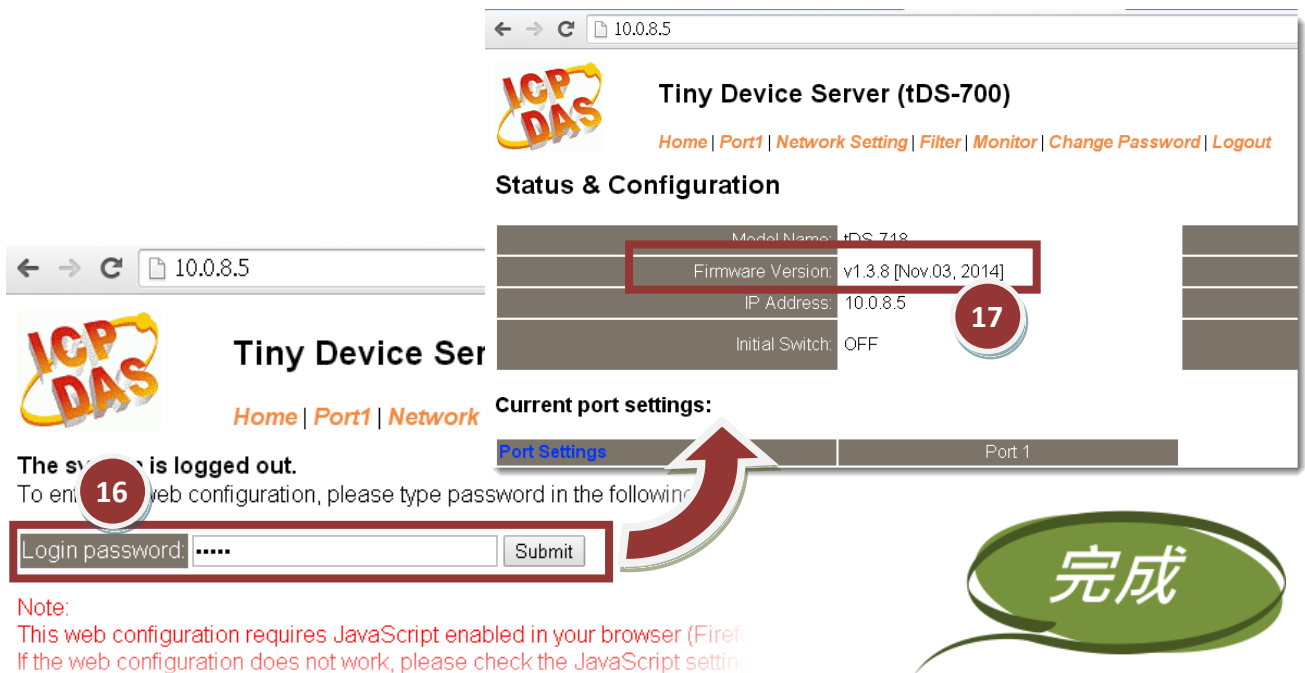 10.0.8.5
ICP
DAS
Tiny Device Server (tDS-700)
Home | Port1 | Network Setting | Filter | Monitor | Change Password | Logout
Status & Configuration
Model Name: tDS-718
Firmware Version: v1.3.8 [Nov.03, 2014]
IP Address: 10.0.8.5
17
Initial Switch: OFF
Current port settings:
Port Settings Port 1
10.0.8.5
ICP
DAS
Tiny Device Ser
Home | Port1 | Network
The is logged out.
16
web configuration, please type password in the following
Login password: ••••• Submit
Note:
This web configuration requires JavaScript enabled in your browser
If the web configuration does not work, please check the JavaScript
完成